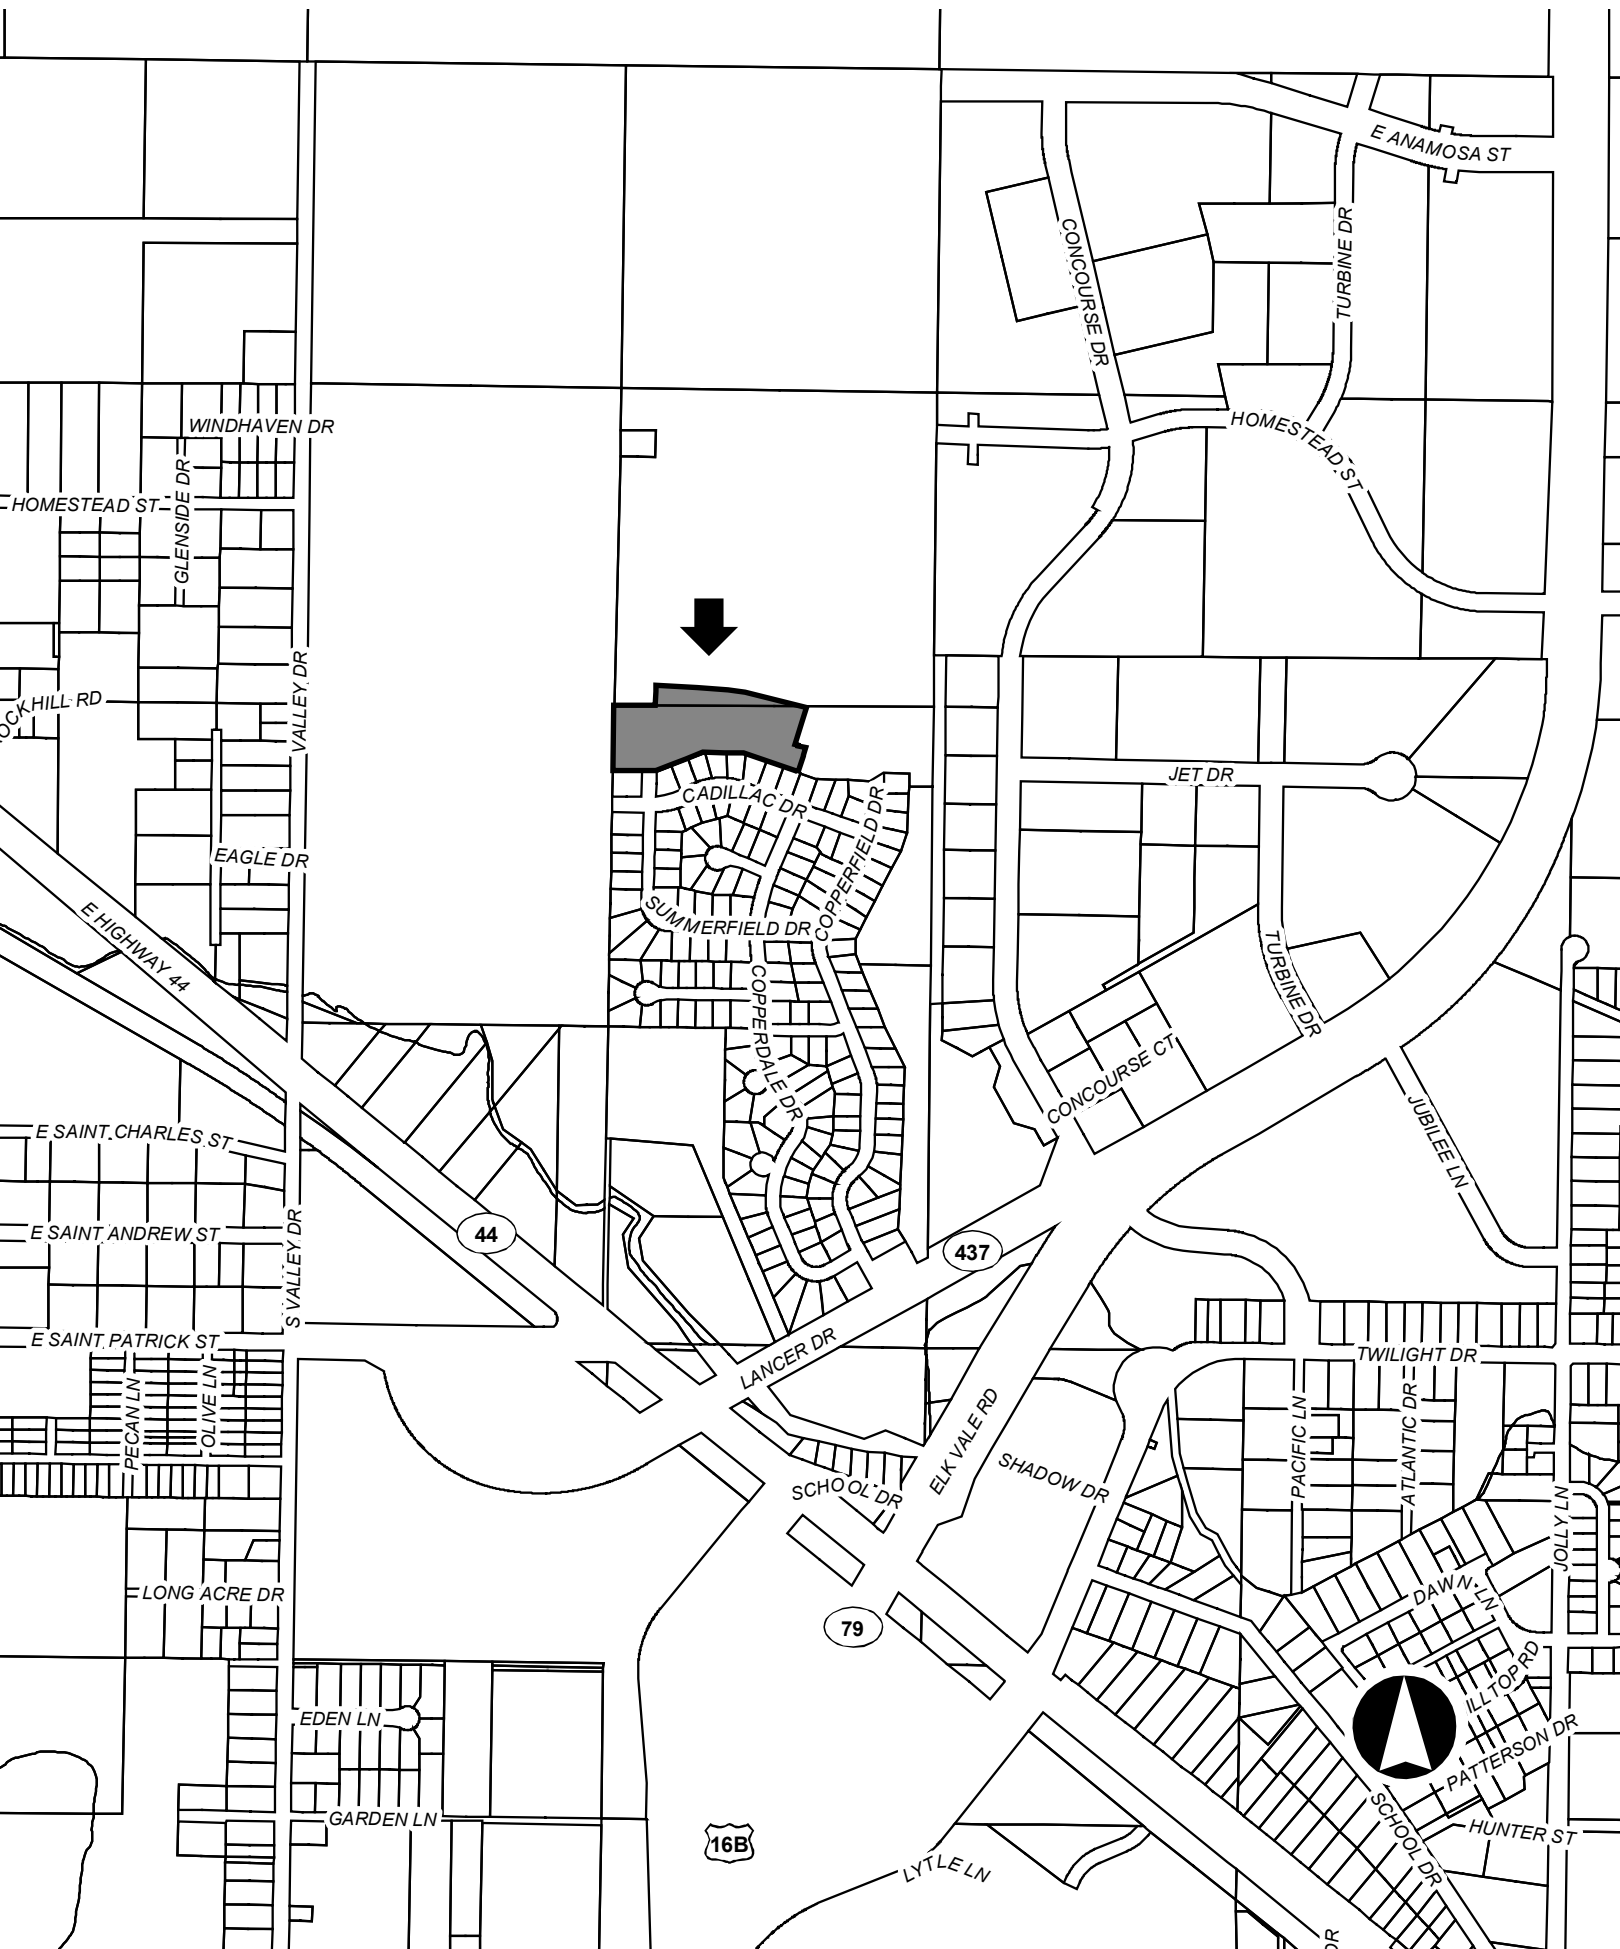 E ANAMOSA ST
CONCOURSE DR
TURBINE DR
WINDHAVEN DR
HOMESTEAD ST
GLENSIDE DR
HOMESTEAD ST
VALLEY DR
OCKHILL RD
JET DR
CADILLAC DR
COPPERFIELD DR
EAGLE DR
E HIGHWAY 44
SUMMERFIELD DR
TURBINE DR
COPPERDALE DR
CONCOURSE CT
JUBILEE LN
E SAINT CHARLES ST
E SAINT ANDREW ST
S VALLEY DR
44
437
E SAINT PATRICK ST
LANCER DR
TWILIGHT DR
PECAN LN
OLIVE LN
ELK VALE RD
PACIFIC LN
ATLANTIC DR
SCHOOL DR
SHADOW DR
JOLLY LN
LONG ACRE DR
DAWN LN
79
ILLTOP RD
EDEN LN
PATTERSON DR
GARDEN LN
16B
SCHOOL DR
HUNTER ST
LYTLE LN
DR